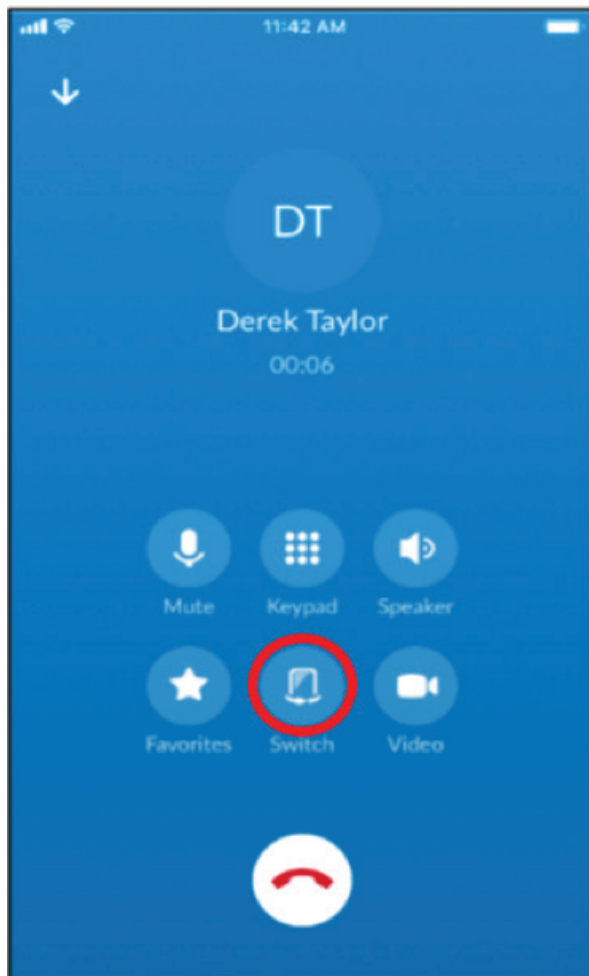 11:42 AM
DT
Derek Taylor
00:06
Mute Keypad Speaker
Favorites Switch Video